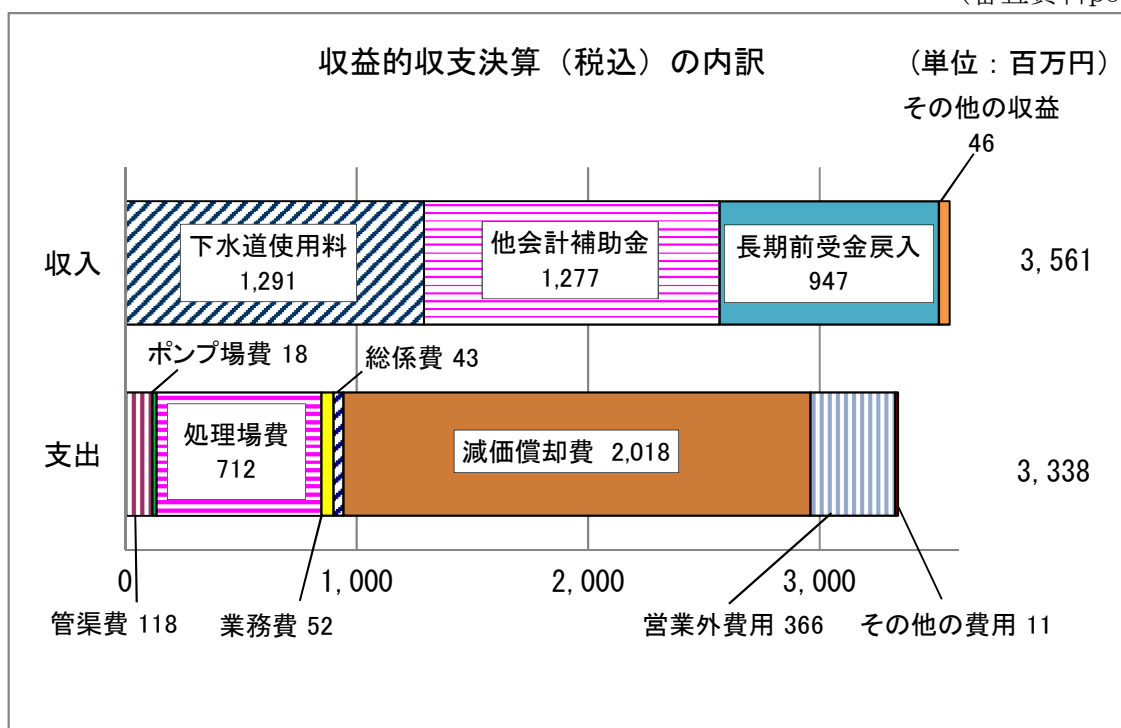 収益的収支決算（税込）の内訳
（単位：百万円）
その他の収益
46
収入
下水道使用料
1,291
他会計補助金
1,277
長期前受金戻入
947
3,561
ポンプ場費 18
総係費 43
支出
処理場費
712
減価償却費 2,018
3,338
0
1,000
2,000
3,000
管渠費 118
業務費 52
営業外費用 366
その他の費用 11